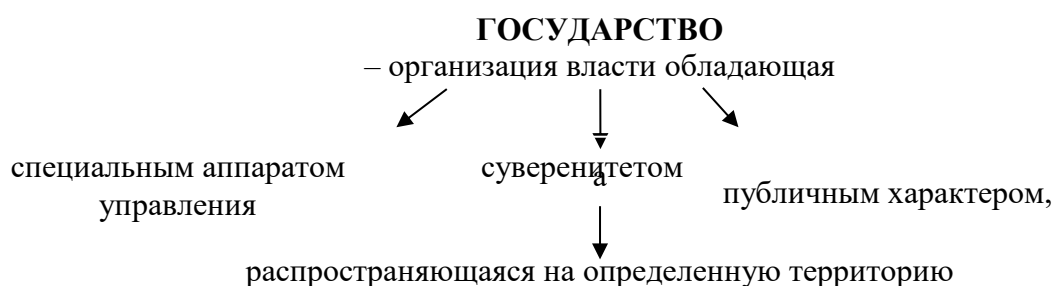 ГОСУДАРСТВО
– организация власти обладающая
специальным аппаратом
управления
суверенитетом
а
публичным характером,
распространяющаяся на определенную территорию